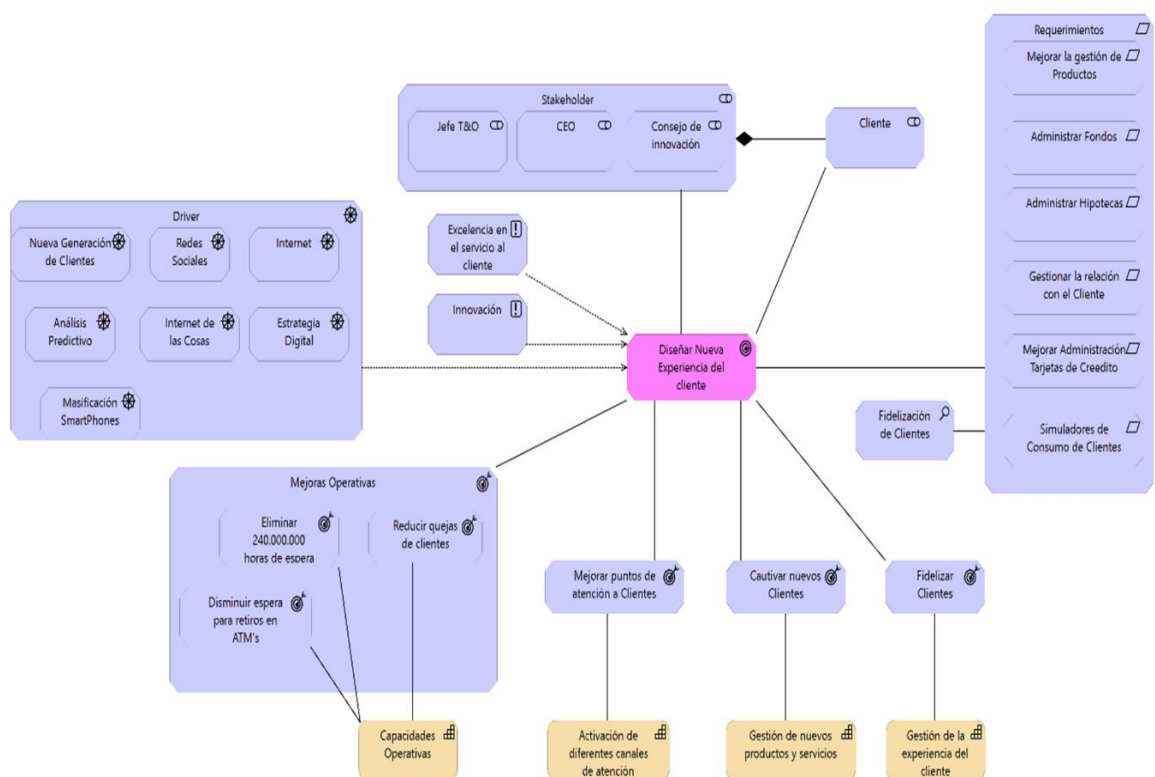 Requerimientos
Mejorar la gestión de
Productos
Administrar Fondos
Administrar Hipotecas
Gestionar la relación
con el Cliente
Mejorar Administración
Tarjetas de Creedito
Simuladores de
Consumo de Clientes
Stakeholder
Jefe T&O
CEO
Consejo de
innovación
Cliente
Driver
Nueva Generación
de Clientes
Redes
Sociales
Internet
Análisis
Predictivo
Internet de
las Cosas
Estrategia
Digital
Masificación
SmartPhones
Excelencia en
el servicio al
cliente
Innovación
Diseñar Nueva
Experiencia del
cliente
Fidelización
de Clientes
Mejoras Operativas
Eliminar
240.000.000
horas de espera
Reducir quejas
de clientes
Disminuir espera
para retiros en
ATM's
Mejorar puntos de
atención a Clientes
Cautivar nuevos
Clientes
Fidelizar
Clientes
Capacidades
Operativas
Activación de
diferentes canales
de atención
Gestión de nuevos
productos y servicios
Gestión de la
experiencia del
cliente